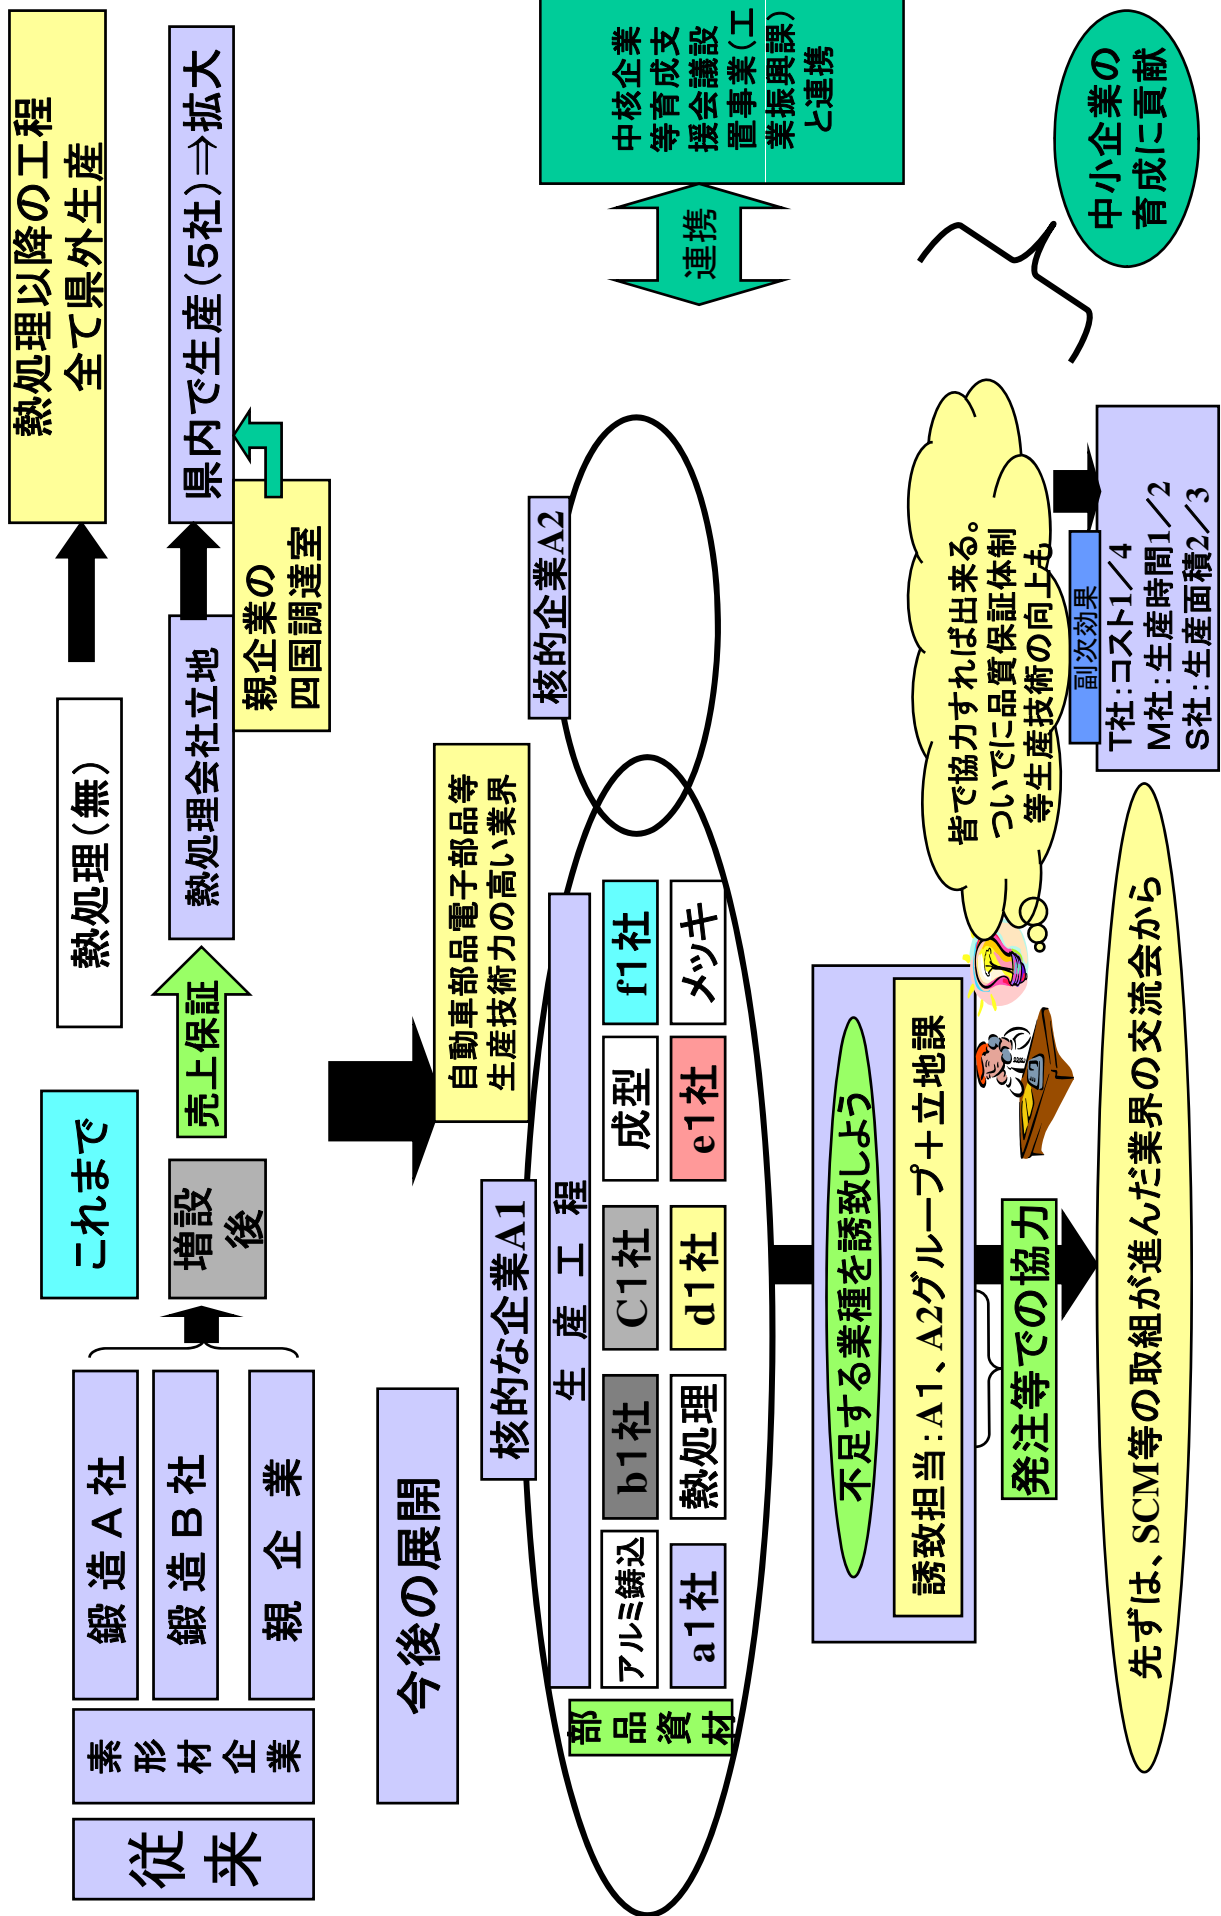 従
来
素形材企業
鍛造A社
鍛造B社
親企業
これまで
増設
後
売上保証
熱処理(無)
熱処理会社立地
親企業の
四国調達室
熱処理以降の工程
全て県外生産
県内で生産(5社)⇒拡大
今後の展開
自動車部品電子部品等
生産技術力の高い業界
核的な企業A1
核的企業A2
生産工程
部品資材
アルミ鋳込
b1社
C1社
成型
f1社
a1社
熱処理
d1社
e1社
メッキ
連携
中核企業
等育成支
援会議設
置事業(工
業振興課)
と連携
不足する業種を誘致しよう
誘致担当:A1、A2グループ+立地課
発注等での協力
皆で協力すれば出来る。
ついでに品質保証体制
等生産技術の向上も
副次効果
T社:コスト1/4
M社:生産時間1/2
S社:生産面積2/3
中小企業の
育成に貢献
先ずは、SCM等の取組が進んだ業界の交流会から